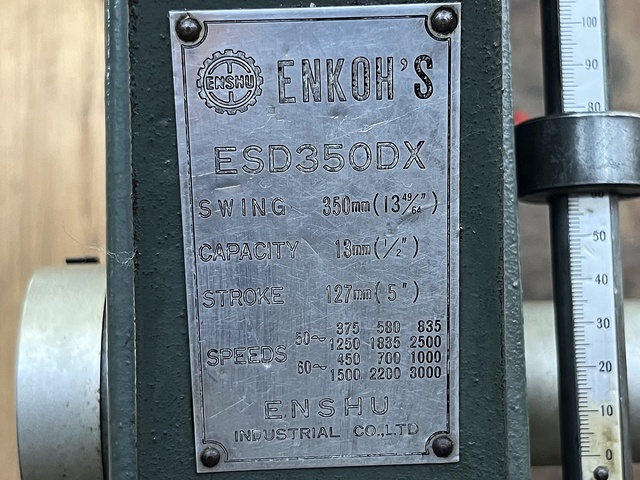 ENSHU
ENKOH'S
ESD350DX
SWING 350mm(13 49/64")
CAPACITY 13mm(1/2")
STROKE 127mm(5")
SPEEDS
50~ 375 580 835
1250 1835 2500
60~ 450 700 1000
1500 2200 3000
ENSHU
INDUSTRIAL CO.,LTD
100
90
80
60
50
40
30
20
10
0